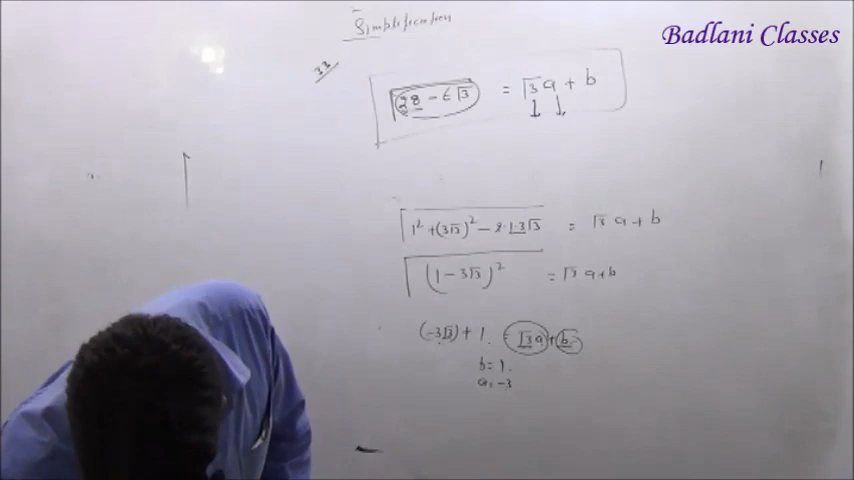 Badlani Classes
Simplification
33
√(28 - 6√3) = √3 a + b
√(1² + (3√3)² - 2·1·3√3) = √3 a + b
√((1 - 3√3)²) = √3 a + b
(-3√3) + 1 = √3 a + b
b = 1.
a = -3